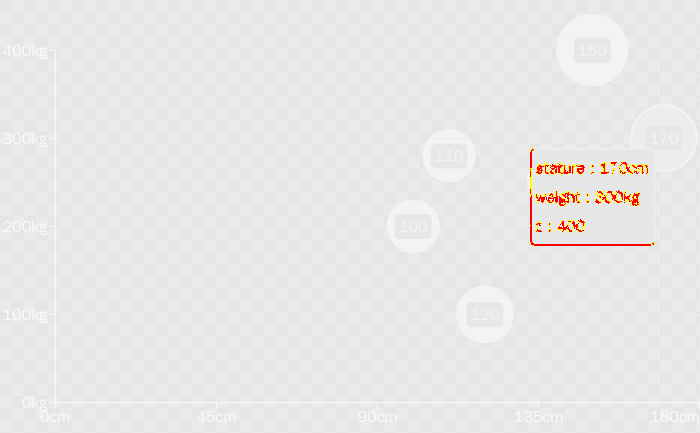 150
400kg
300kg
170
110
stature : 170cm
weight : 300kg
z : 400
200kg
100
100kg
120
0kg
0cm
45cm
90cm
135cm
180cm